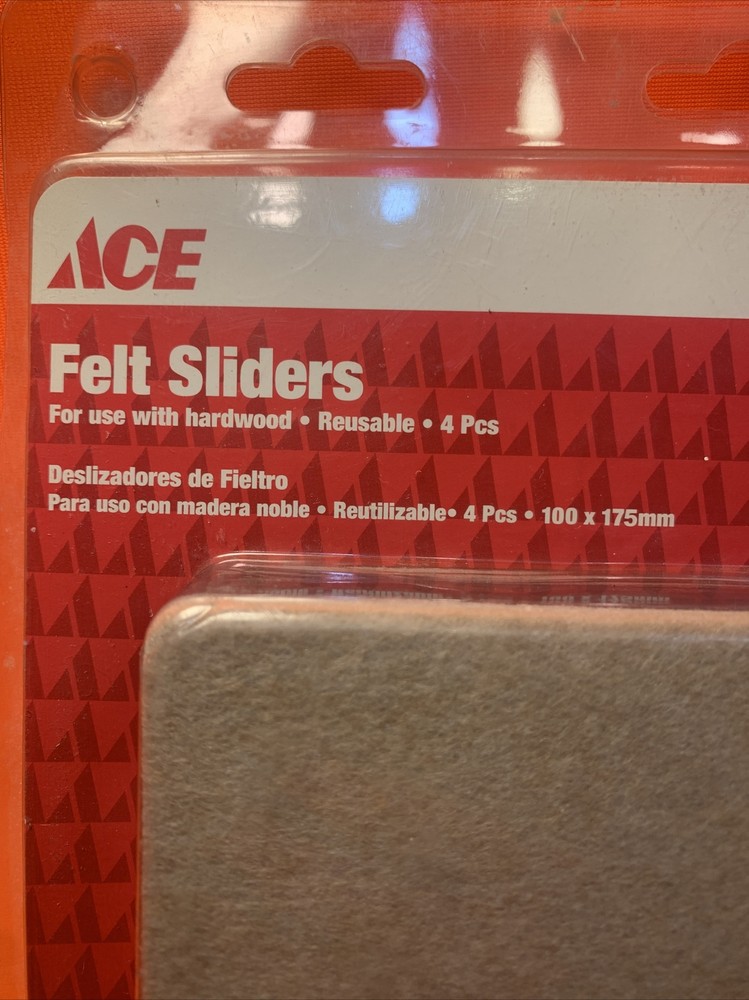 ACE
Felt Sliders
For use with hardwood • Reusable • 4 Pcs
Deslizadores de Fieltro
Para uso con madera noble • Reutilizable• 4 Pcs • 100 x 175mm